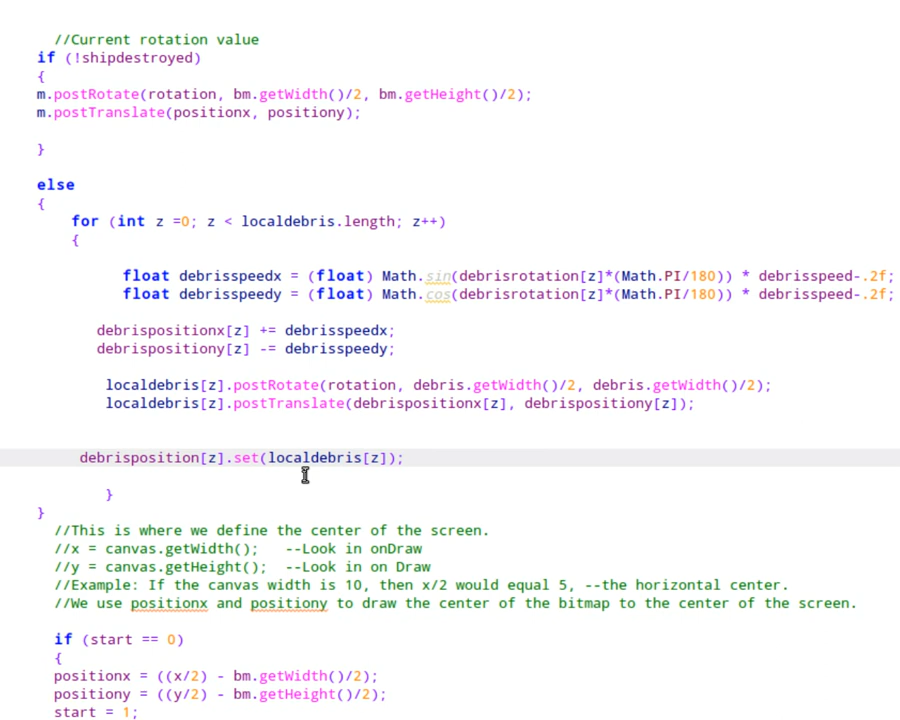 //Current rotation value
if (!shipdestroyed)
{
m.postRotate(rotation, bm.getWidth()/2, bm.getHeight()/2);
m.postTranslate(positionx, positiony);
}
else
{
for (int z =0; z < localdebris.length; z++)
{
float debrisspeedx = (float) Math.sin(debrisrotation[z]*(Math.PI/180)) * debrisspeed-.2f;
float debrisspeedy = (float) Math.cos(debrisrotation[z]*(Math.PI/180)) * debrisspeed-.2f;
debrispositionx[z] += debrisspeedx;
debrispositiony[z] -= debrisspeedy;
localdebris[z].postRotate(rotation, debris.getWidth()/2, debris.getWidth()/2);
localdebris[z].postTranslate(debrispositionx[z], debrispositiony[z]);
debrisposition[z].set(localdebris[z]);
}
}
//This is where we define the center of the screen.
//x = canvas.getWidth();   --Look in onDraw
//y = canvas.getHeight();  --Look in on Draw
//Example: If the canvas width is 10, then x/2 would equal 5, --the horizontal center.
//We use positionx and positiony to draw the center of the bitmap to the center of the screen.
if (start == 0)
{
positionx = ((x/2) - bm.getWidth()/2);
positiony = ((y/2) - bm.getHeight()/2);
start = 1;